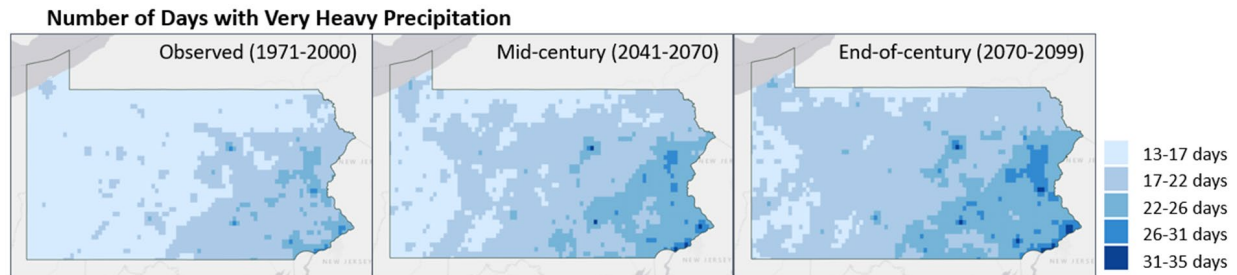 Number of Days with Very Heavy Precipitation
Observed (1971-2000)
Mid-century (2041-2070)
End-of-century (2070-2099)
13-17 days
17-22 days
22-26 days
26-31 days
31-35 days